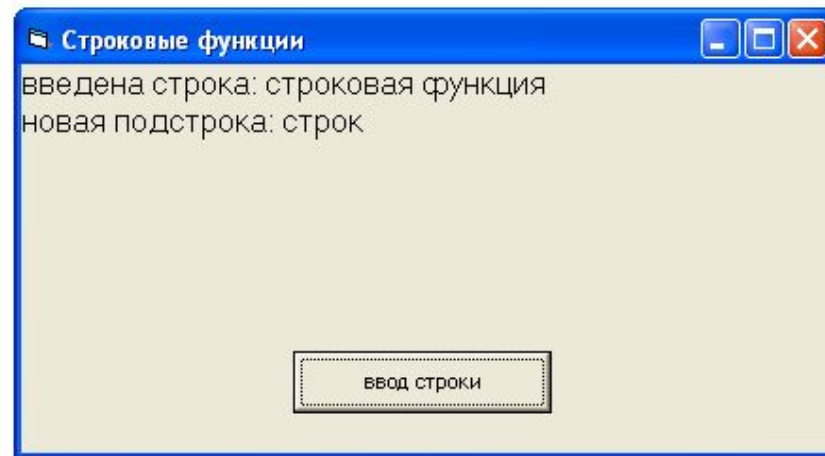 Строковые функции
введена строка: строковая функция
новая подстрока: строк
ввод строки